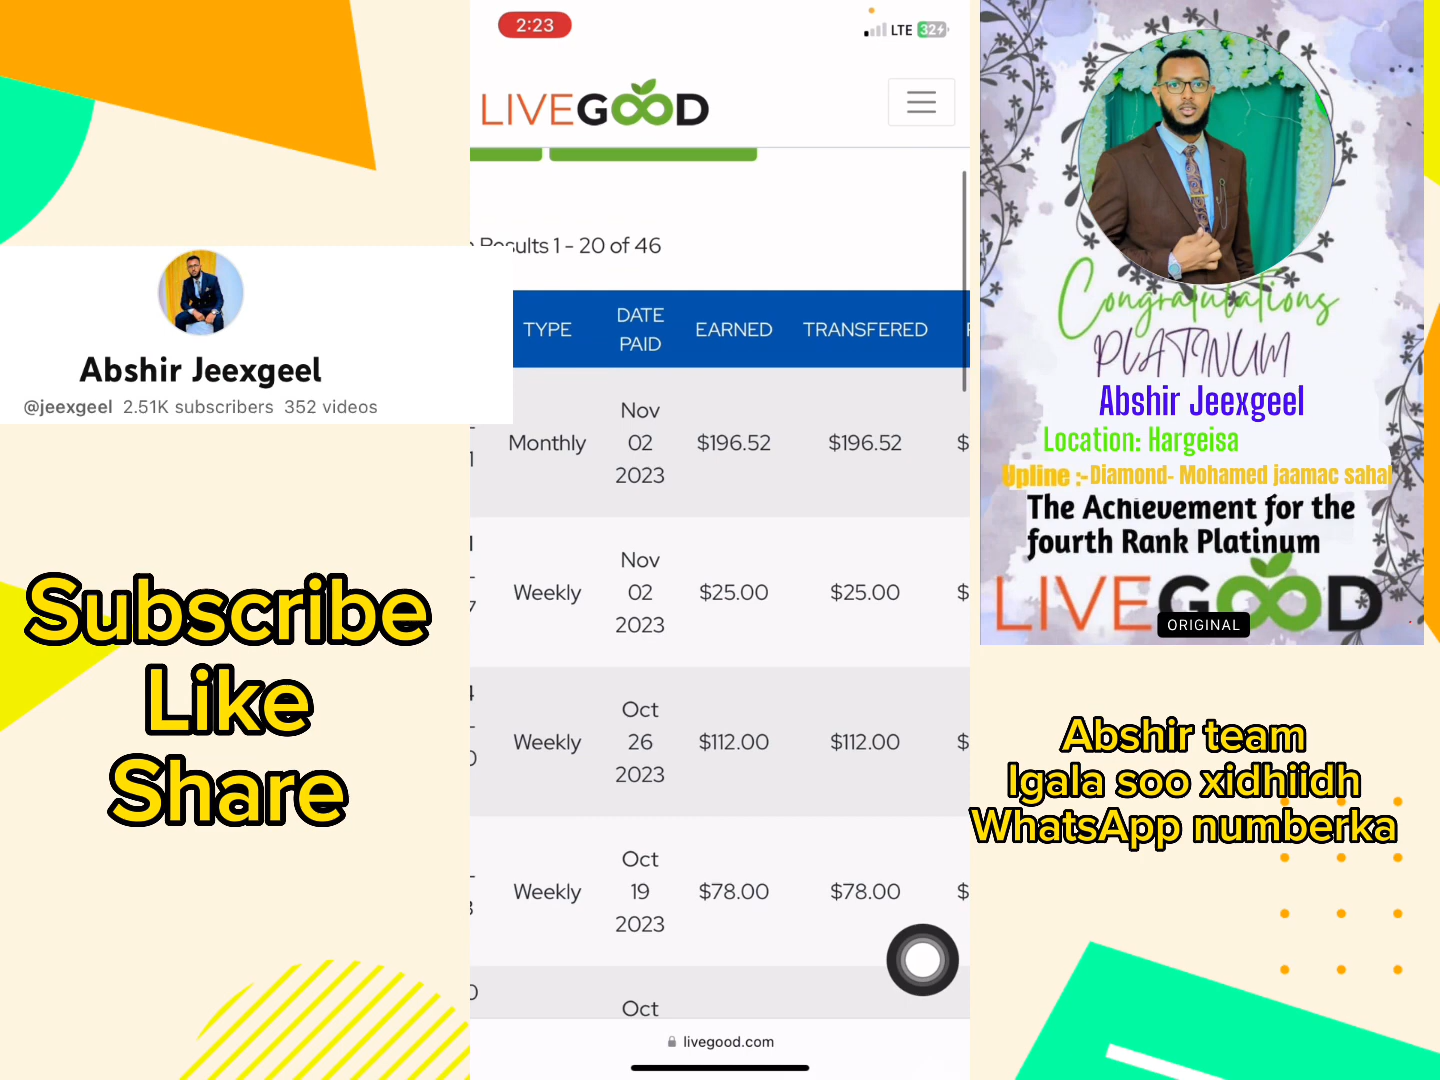 Abshir Jeexgeel
@jeexgeel 2.51K subscribers 352 videos
Subscribe
Like
Share
2:23
LTE 32
LIVEGOOD
Results 1 - 20 of 46
TYPE DATE PAID EARNED TRANSFERED
Monthly Nov 02 2023 $196.52 $196.52 $
Weekly Nov 02 2023 $25.00 $25.00 $
Weekly Oct 26 2023 $112.00 $112.00 $
Weekly Oct 19 2023 $78.00 $78.00 $
Oct
livegood.com
Congratulations
PLATINUM
Abshir Jeexgeel
Location: Hargeisa
Upline :-Diamond- Mohamed jaamac sahal
The Achievement for the
fourth Rank Platinum
LIVEGOOD
ORIGINAL
Abshir team
Igala soo xidhiidh
WhatsApp numberka